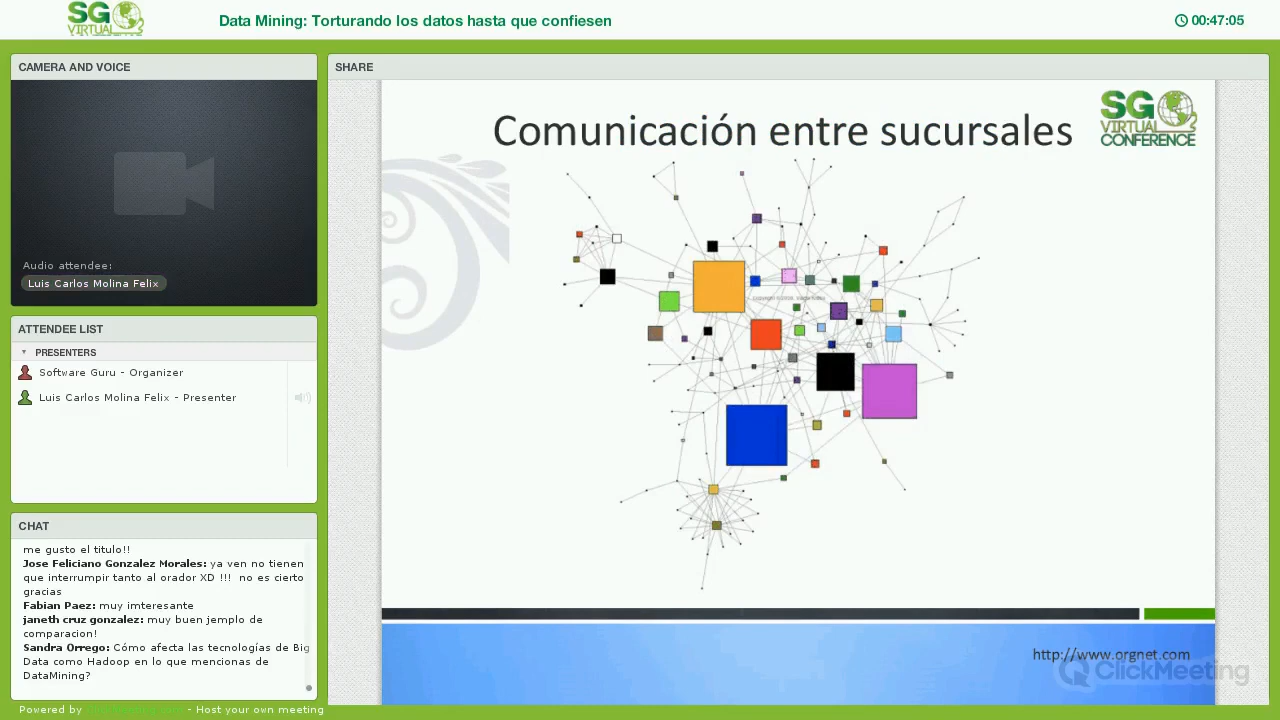 SG
VIRTUAL
Data Mining: Torturando los datos hasta que confiesen
00:47:05
CAMERA AND VOICE
Audio attendee:
Luis Carlos Molina Felix
ATTENDEE LIST
PRESENTERS
Software Guru - Organizer
Luis Carlos Molina Felix - Presenter
CHAT
me gusto el titulo!!
Jose Feliciano Gonzalez Morales: ya ven no tienen
que interrumpir tanto al orador XD !!! no es cierto
gracias
Fabian Paez: muy imteresante
janeth cruz gonzalez: muy buen jemplo de
comparacion!
Sandra Orrego: Cómo afecta las tecnologías de Big
Data como Hadoop en lo que mencionas de
DataMining?
Powered by - Host your own meeting
SHARE
Comunicación entre sucursales
SG
VIRTUAL
CONFERENCE
http://www.orgnet.com
ClickMeeting